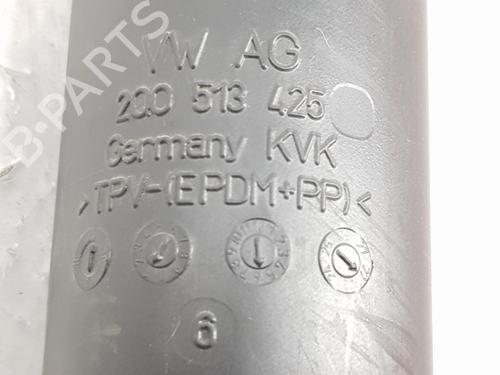 VW AG
2Q0 513 425
Germany KVK
>TPV-(EPDM+PP)<
6
B-PARTS